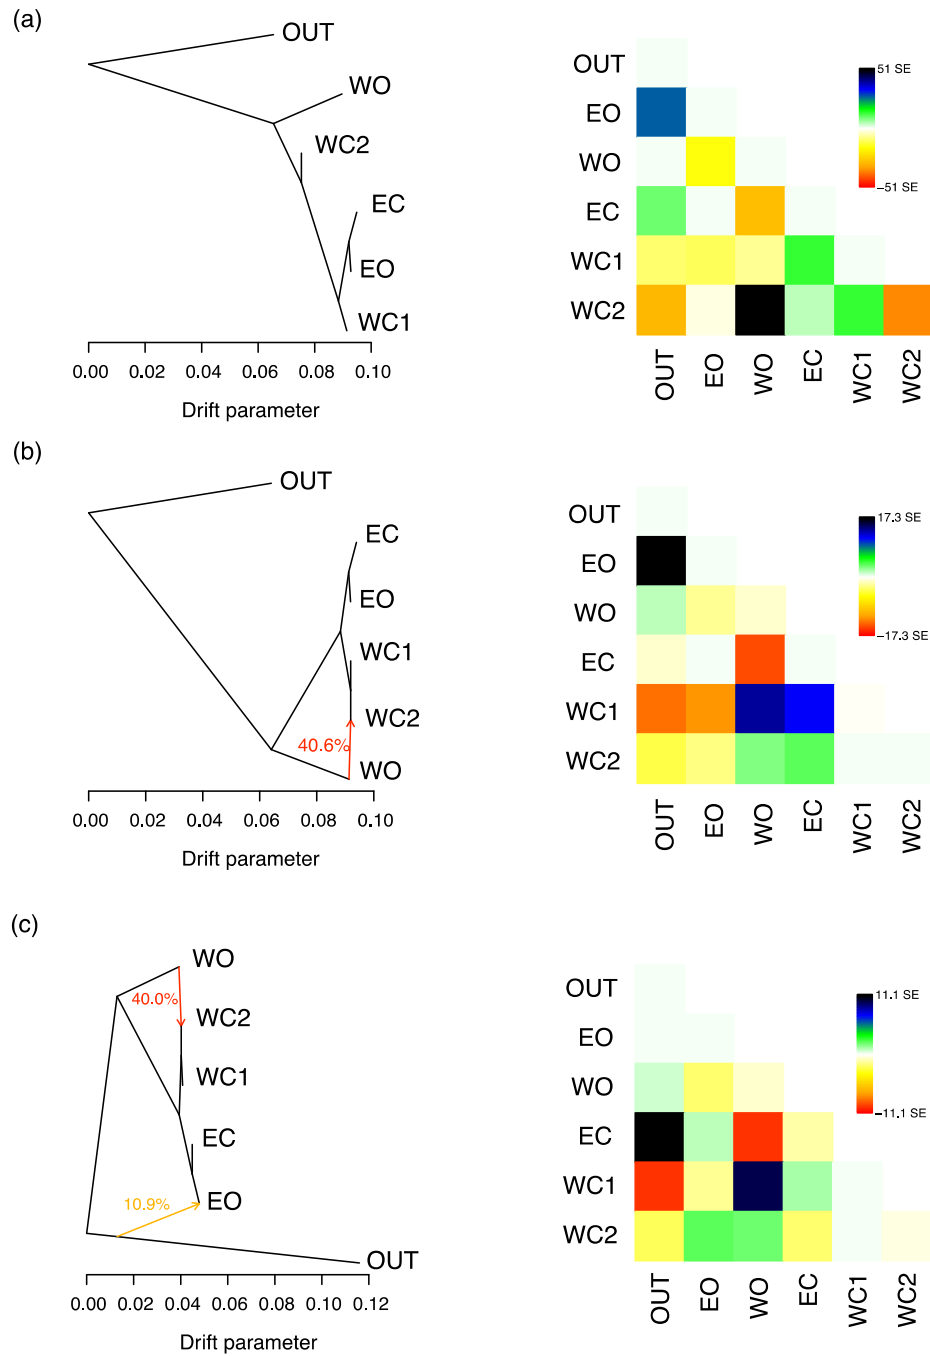 (a)
OUT
WO
WC2
EC
EO
WC1
0.00 0.02 0.04 0.06 0.08 0.10
Drift parameter
OUT
EO
WO
EC
WC1
WC2
OUT EO WO EC WC1 WC2
51 SE
−51 SE
(b)
OUT
EC
EO
WC1
WC2
40.6%
WO
0.00 0.02 0.04 0.06 0.08 0.10
Drift parameter
OUT
EO
WO
EC
WC1
WC2
OUT EO WO EC WC1 WC2
17.3 SE
−17.3 SE
(c)
WO
40.0%
WC2
WC1
EC
10.9%
EO
OUT
0.00 0.02 0.04 0.06 0.08 0.10 0.12
Drift parameter
OUT
EO
WO
EC
WC1
WC2
OUT EO WO EC WC1 WC2
11.1 SE
−11.1 SE